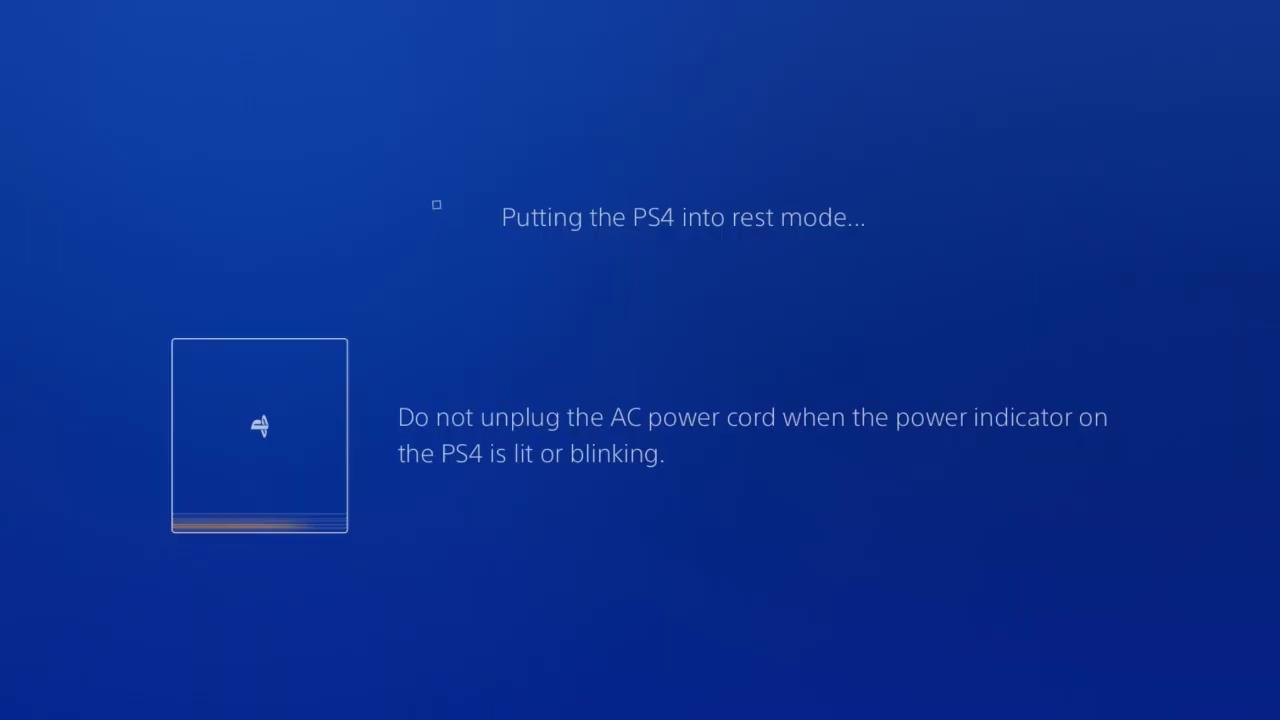 Putting the PS4 into rest mode...
Do not unplug the AC power cord when the power indicator on
the PS4 is lit or blinking.